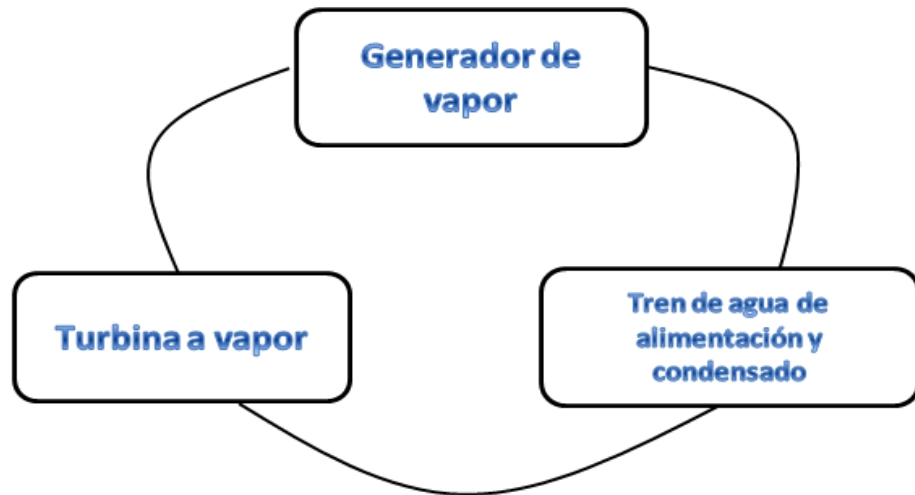 Generador de
vapor
Turbina a vapor
Tren de agua de
alimentación y
condensado